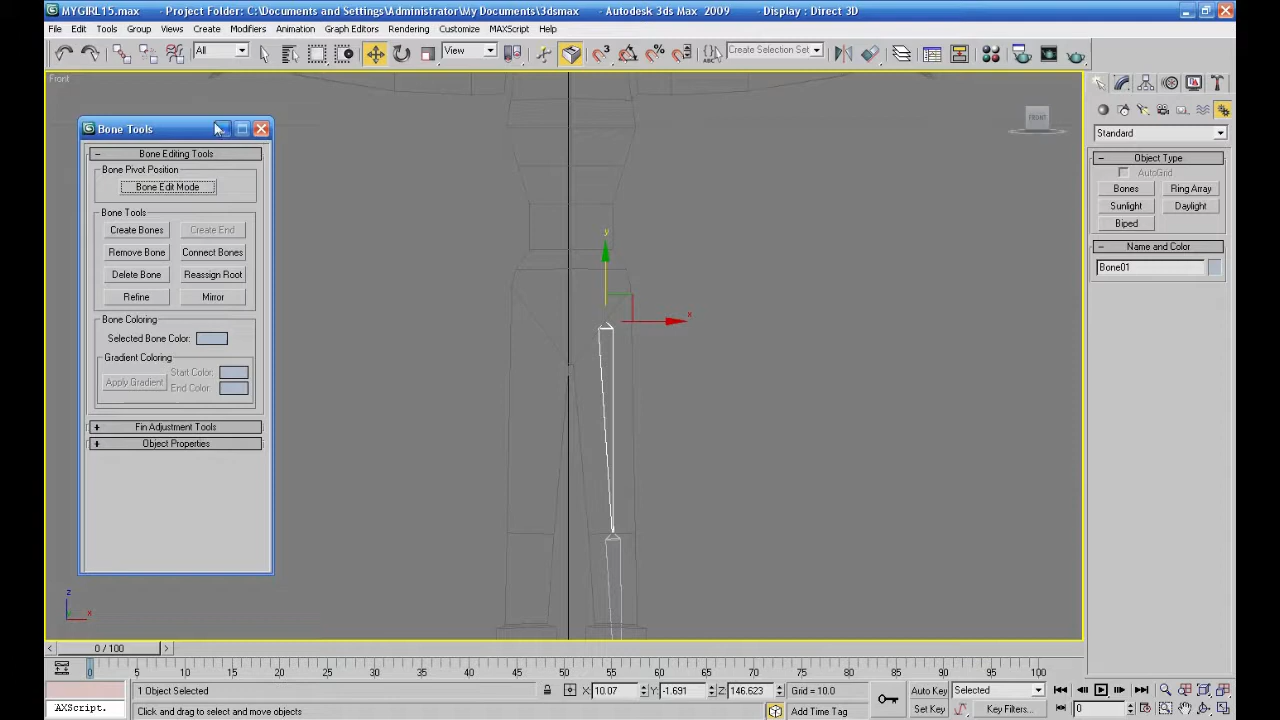 MYGIRL15.max - Project Folder: C:\Documents and Settings\Administrator\My Documents\3dsmax - Autodesk 3ds Max 2009 - Display : Direct 3D
File Edit Tools Group Views Create Modifiers Animation Graph Editors Rendering Customize MAXScript Help
All View Create Selection Set
Front
FRONT
Bone Tools
Bone Editing Tools
Bone Pivot Position
Bone Edit Mode
Bone Tools
Create Bones Create End
Remove Bone Connect Bones
Delete Bone Reassign Root
Refine Mirror
Bone Coloring
Selected Bone Color:
Gradient Coloring
Apply Gradient Start Color:
End Color:
Fin Adjustment Tools
Object Properties
y
x
z
x
Standard
Object Type
AutoGrid
Bones Ring Array
Sunlight Daylight
Biped
Name and Color
Bone01
0 / 100
0 5 10 15 20 25 30 35 40 45 50 55 60 65 70 75 80 85 90 95 100
1 Object Selected X: 10.07 Y: -1.691 Z: 146.623 Grid = 10.0 Auto Key Selected
AXScript. Click and drag to select and move objects Add Time Tag Set Key Key Filters... 0